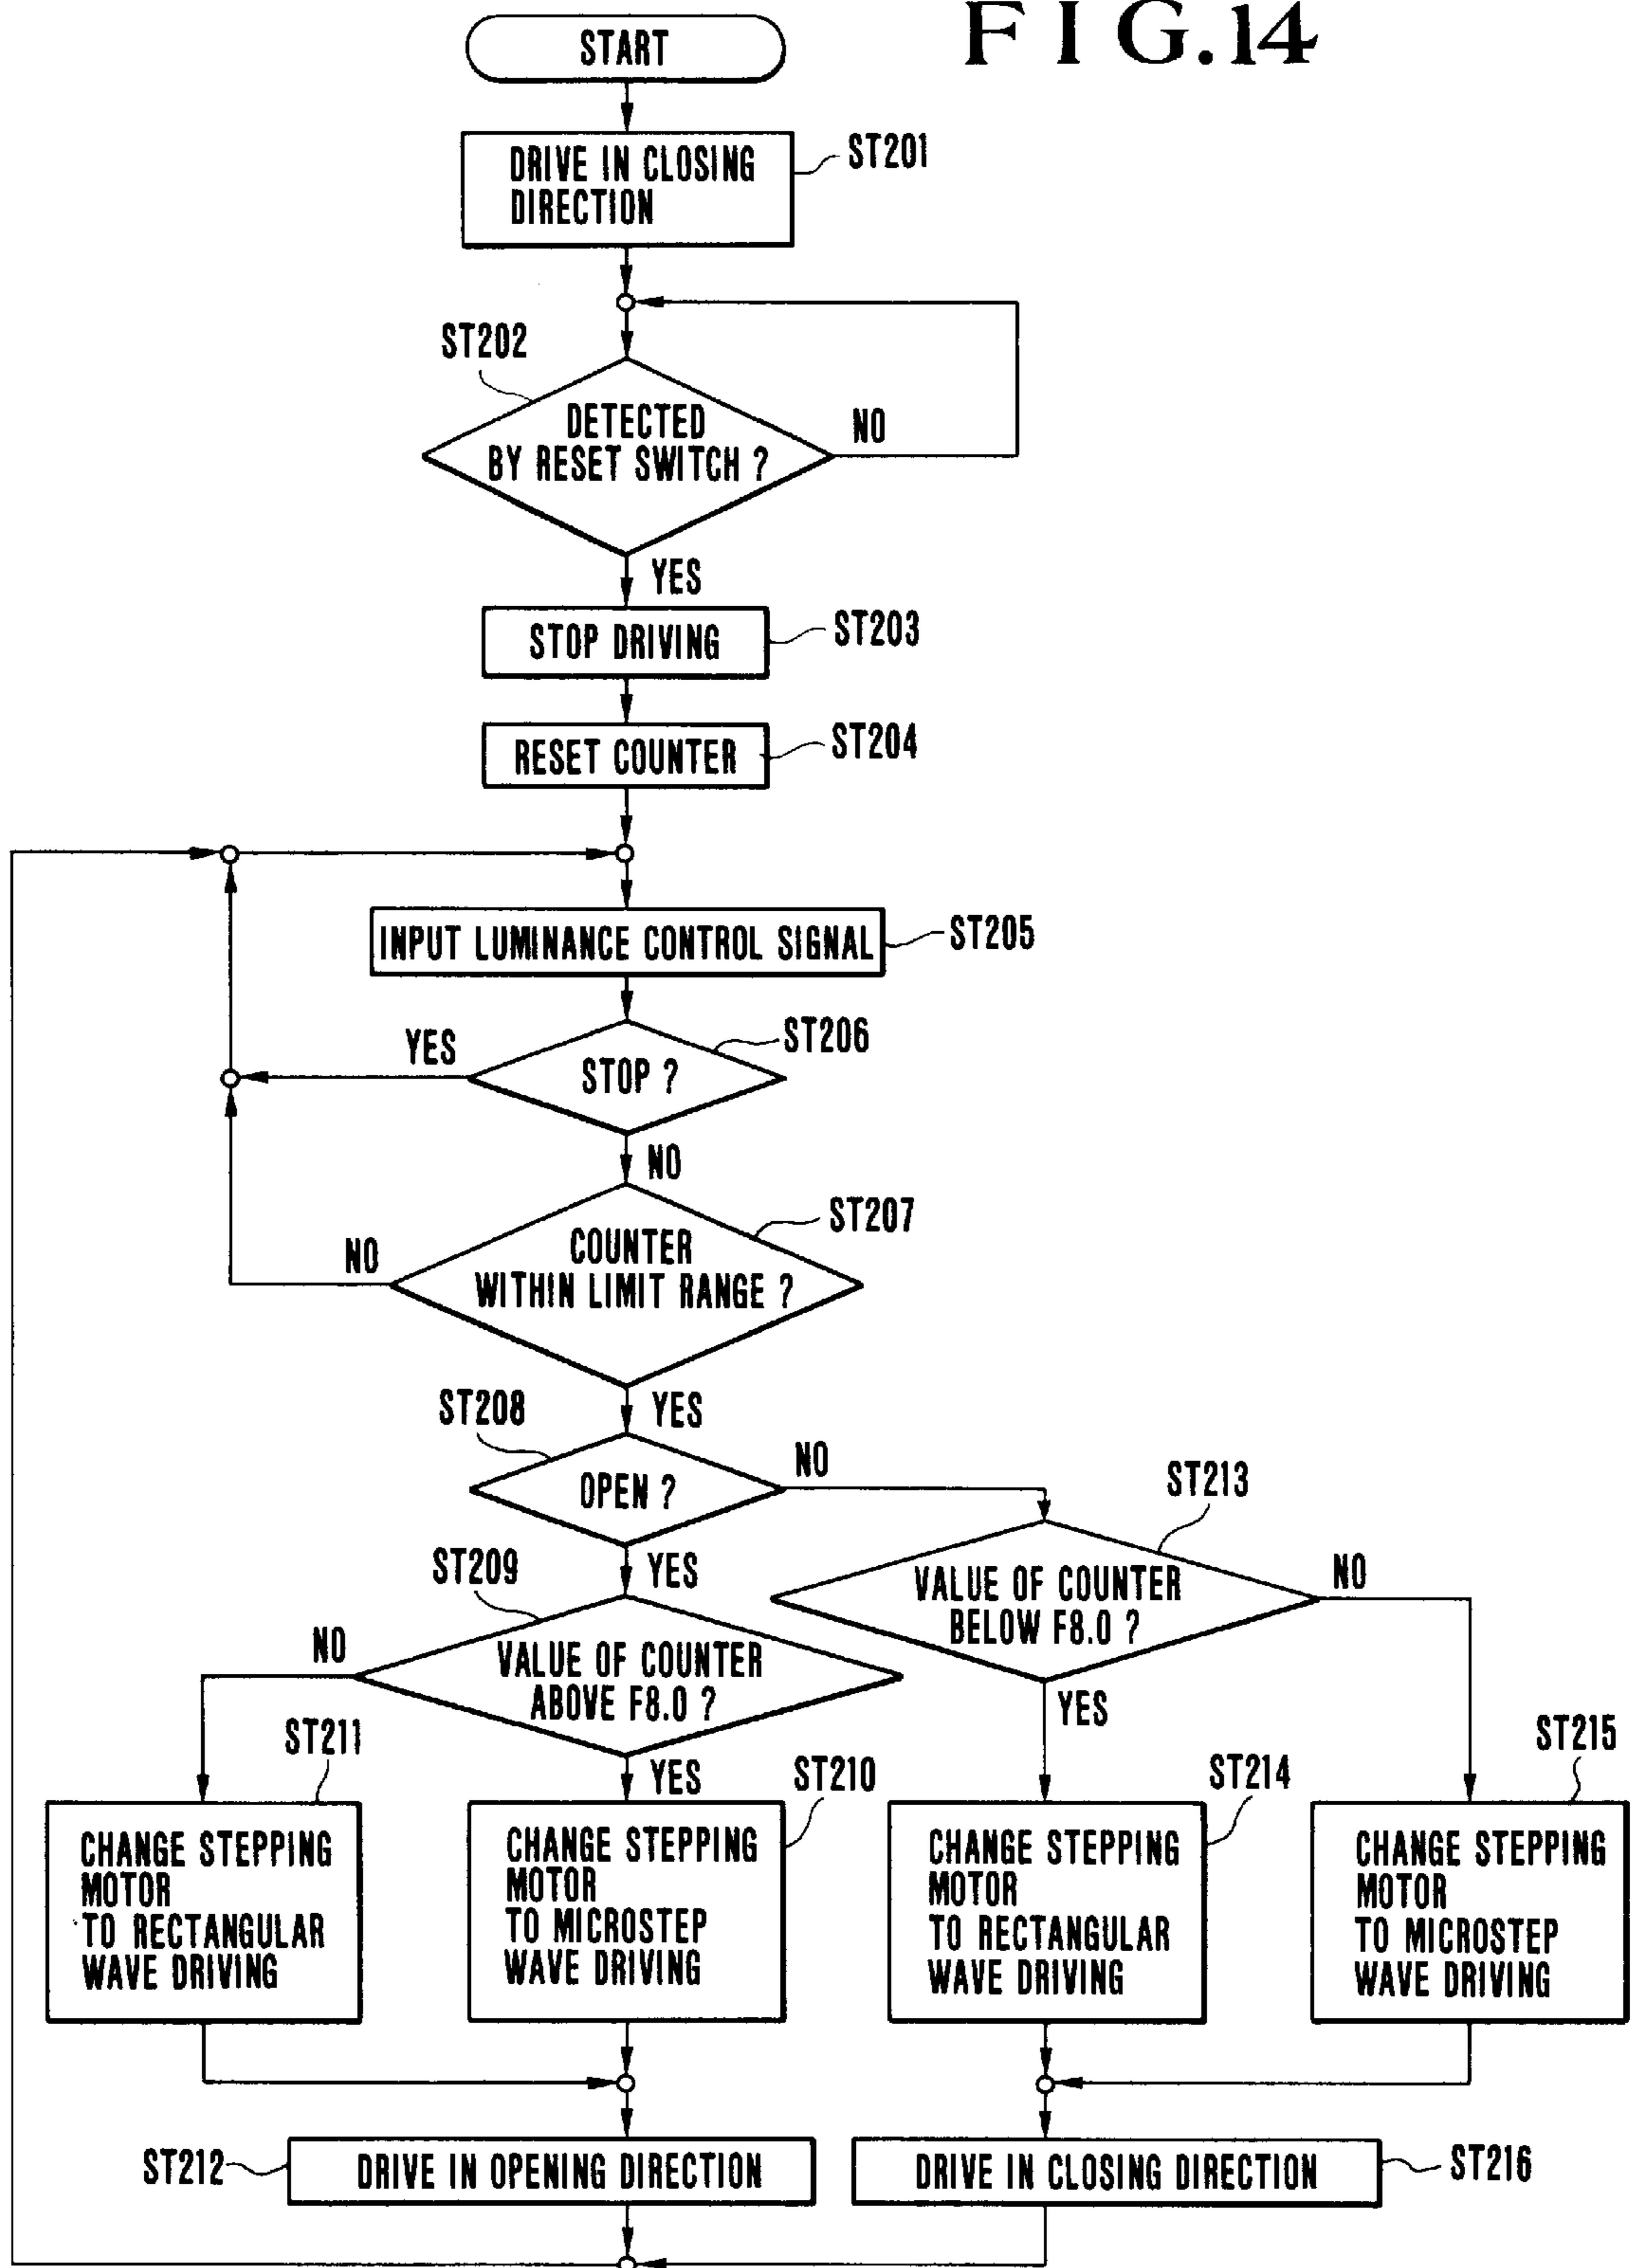 FIG.14
START
DRIVE IN CLOSING
DIRECTION
ST201
ST202
DETECTED
BY RESET SWITCH ?
NO
YES
STOP DRIVING
ST203
RESET COUNTER
ST204
INPUT LUMINANCE CONTROL SIGNAL
ST205
YES
STOP ?
ST206
NO
ST207
NO
COUNTER
WITHIN LIMIT RANGE ?
YES
ST208
OPEN ?
NO
ST213
YES
ST209
VALUE OF COUNTER
BELOW F8.0 ?
NO
NO
VALUE OF COUNTER
ABOVE F8.0 ?
YES
YES
ST211
ST210
ST214
ST215
CHANGE STEPPING
MOTOR
TO RECTANGULAR
WAVE DRIVING
CHANGE STEPPING
MOTOR
TO MICROSTEP
WAVE DRIVING
CHANGE STEPPING
MOTOR
TO RECTANGULAR
WAVE DRIVING
CHANGE STEPPING
MOTOR
TO MICROSTEP
WAVE DRIVING
ST212
DRIVE IN OPENING DIRECTION
DRIVE IN CLOSING DIRECTION
ST216